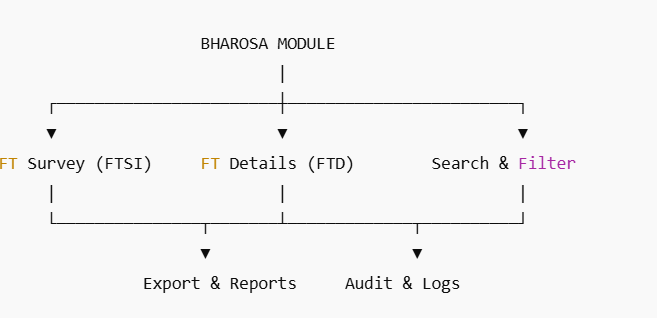 BHAROSA MODULE
FT Survey (FTSI) FT Details (FTD) Search & Filter
Export & Reports Audit & Logs